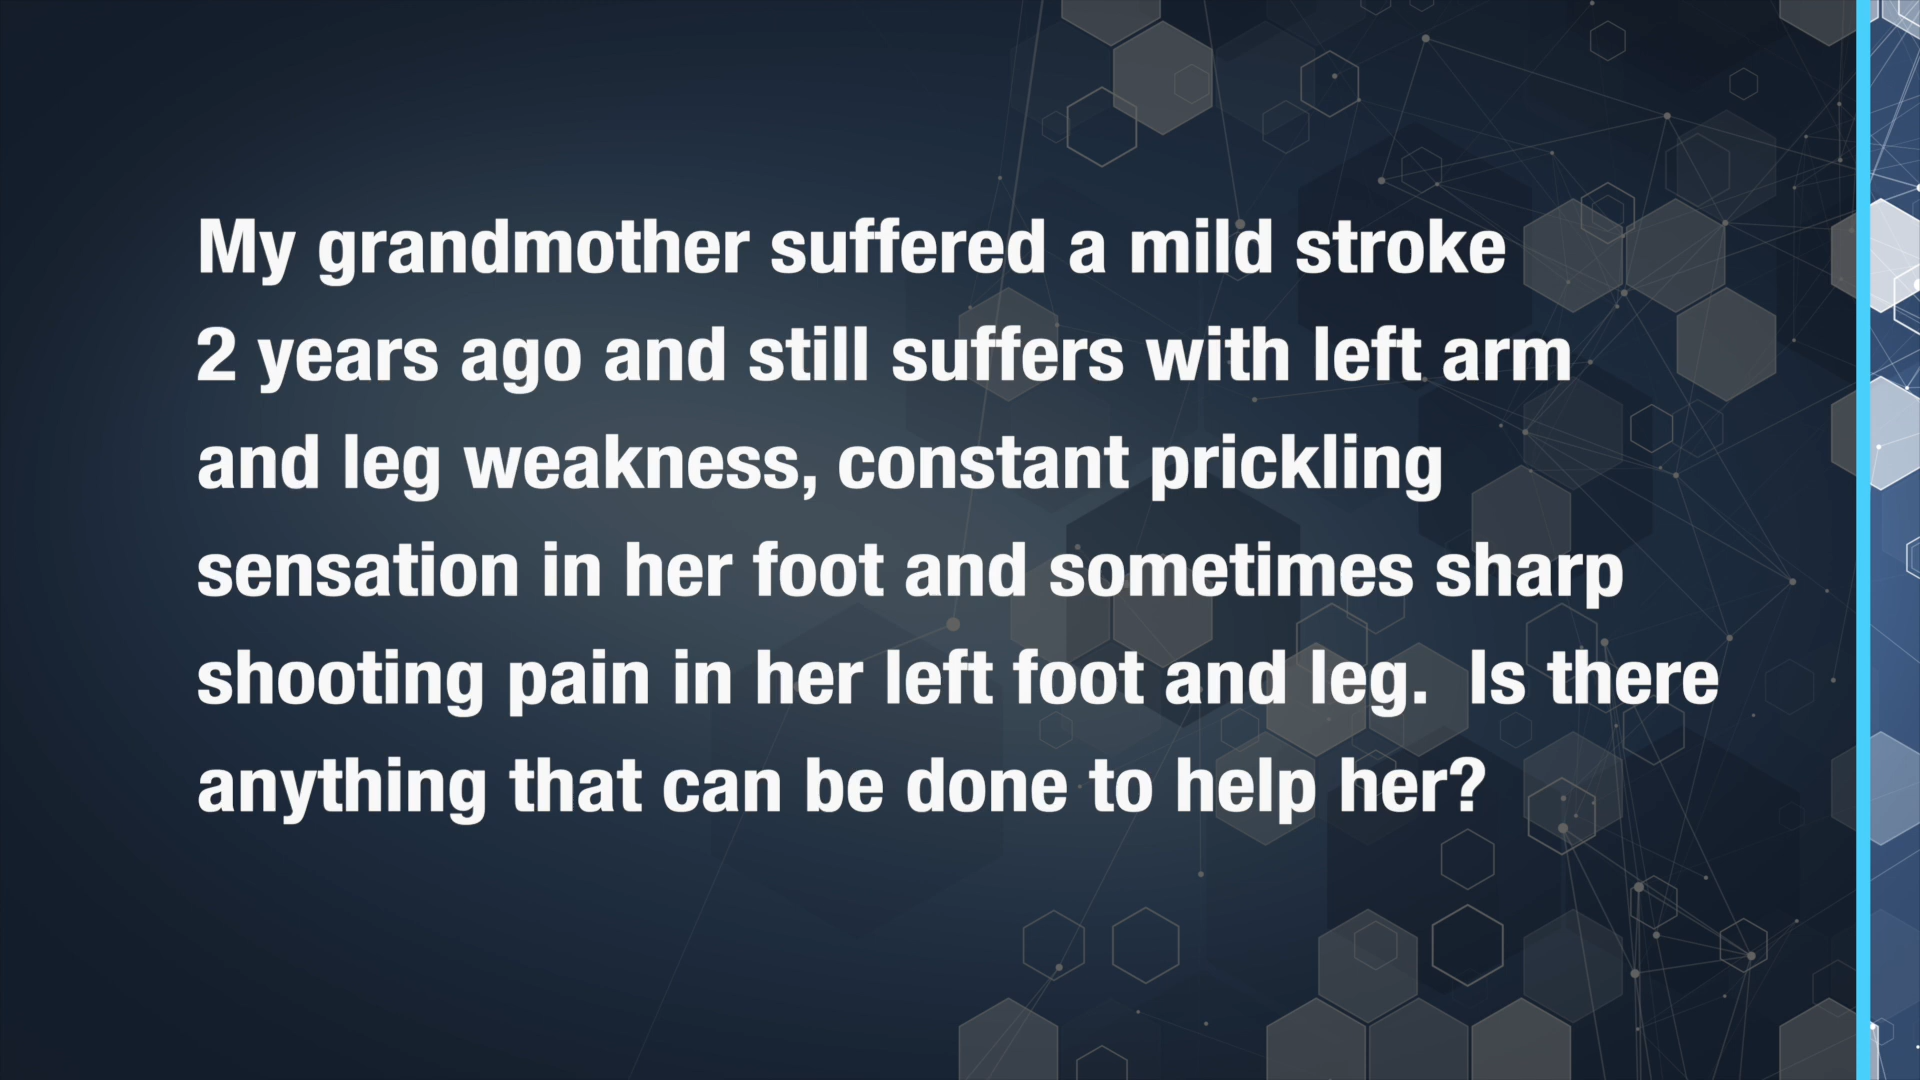 My grandmother suffered a mild stroke
2 years ago and still suffers with left arm
and leg weakness, constant prickling
sensation in her foot and sometimes sharp
shooting pain in her left foot and leg.  Is there
anything that can be done to help her?